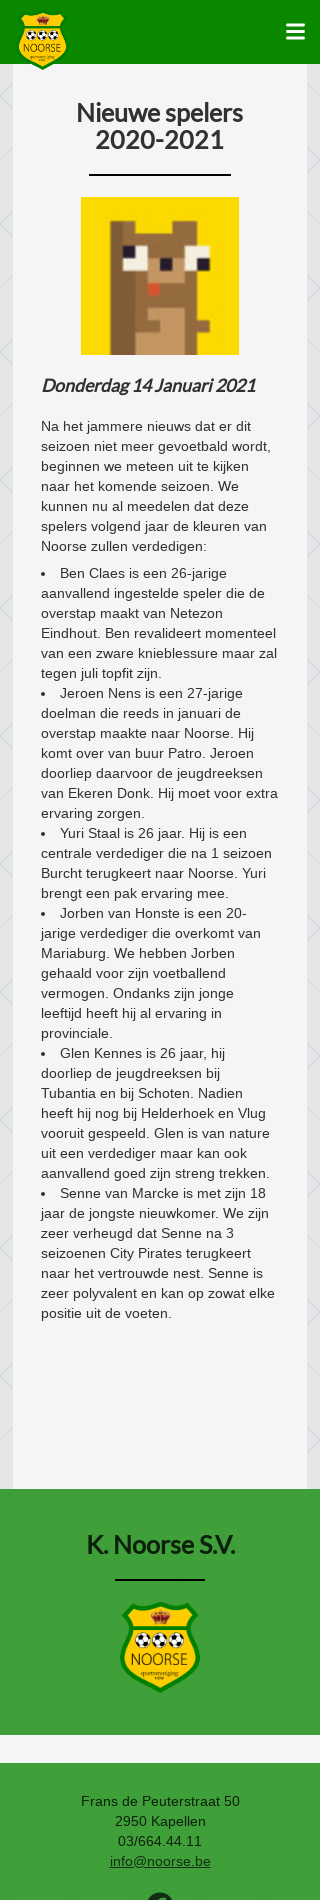 NOORSE
Nieuwe spelers
2020-2021
Donderdag 14 Januari 2021
Na het jammere nieuws dat er dit
seizoen niet meer gevoetbald wordt,
beginnen we meteen uit te kijken
naar het komende seizoen. We
kunnen nu al meedelen dat deze
spelers volgend jaar de kleuren van
Noorse zullen verdedigen:
• Ben Claes is een 26-jarige
aanvallend ingestelde speler die de
overstap maakt van Netezon
Eindhout. Ben revalideert momenteel
van een zware knieblessure maar zal
tegen juli topfit zijn.
• Jeroen Nens is een 27-jarige
doelman die reeds in januari de
overstap maakte naar Noorse. Hij
komt over van buur Patro. Jeroen
doorliep daarvoor de jeugdreeksen
van Ekeren Donk. Hij moet voor extra
ervaring zorgen.
• Yuri Staal is 26 jaar. Hij is een
centrale verdediger die na 1 seizoen
Burcht terugkeert naar Noorse. Yuri
brengt een pak ervaring mee.
• Jorben van Honste is een 20-
jarige verdediger die overkomt van
Mariaburg. We hebben Jorben
gehaald voor zijn voetballend
vermogen. Ondanks zijn jonge
leeftijd heeft hij al ervaring in
provinciale.
• Glen Kennes is 26 jaar, hij
doorliep de jeugdreeksen bij
Tubantia en bij Schoten. Nadien
heeft hij nog bij Helderhoek en Vlug
vooruit gespeeld. Glen is van nature
uit een verdediger maar kan ook
aanvallend goed zijn streng trekken.
• Senne van Marcke is met zijn 18
jaar de jongste nieuwkomer. We zijn
zeer verheugd dat Senne na 3
seizoenen City Pirates terugkeert
naar het vertrouwde nest. Senne is
zeer polyvalent en kan op zowat elke
positie uit de voeten.
K. Noorse S.V.
NOORSE
sportvereniging
Frans de Peuterstraat 50
2950 Kapellen
03/664.44.11
info@noorse.be